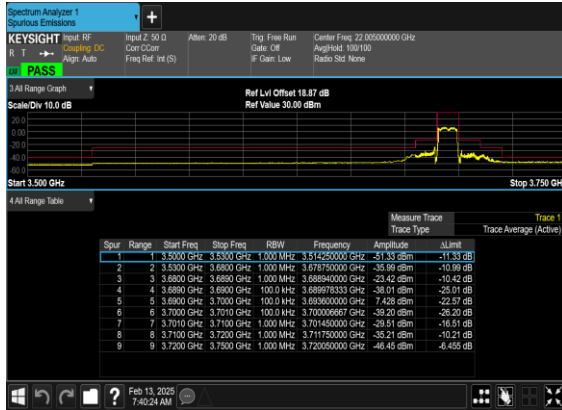 Spectrum Analyzer 1
Spurious Emissions
+
KEYSIGHT Input: RF Input Z: 50 Ω Atten: 20 dB Trig: Free Run Center Freq: 22.005000000 GHz
R T Coupling: DC Corr CCorr Gate: Off Avg|Hold: 100/100
Align: Auto Freq Ref: Int (S) IF Gain: Low Radio Std: None
PASS
3 All Range Graph Ref Lvl Offset 18.87 dB
Scale/Div 10.0 dB Ref Value 30.00 dBm
20.0
0.00
-20.0
-40.0
-60.0
Start 3.500 GHz Stop 3.750 GH
4 All Range Table
Measure Trace Trace 1
Trace Type Trace Average (Active)
Spur Range Start Freq Stop Freq RBW Frequency Amplitude ΔLimit
1 1 3.5000 GHz 3.5300 GHz 1.000 MHz 3.514250000 GHz -51.33 dBm -11.33 dB
2 2 3.5300 GHz 3.6800 GHz 1.000 MHz 3.678750000 GHz -35.99 dBm -10.99 dB
3 3 3.6800 GHz 3.6890 GHz 1.000 MHz 3.688940000 GHz -23.42 dBm -10.42 dB
4 4 3.6890 GHz 3.6900 GHz 100.0 kHz 3.689978333 GHz -38.01 dBm -25.01 dB
5 5 3.6900 GHz 3.7000 GHz 100.0 kHz 3.693600000 GHz 7.428 dBm -22.57 dB
6 6 3.7000 GHz 3.7010 GHz 100.0 kHz 3.700006667 GHz -39.20 dBm -26.20 dB
7 7 3.7010 GHz 3.7100 GHz 1.000 MHz 3.701450000 GHz -29.51 dBm -16.51 dB
8 8 3.7100 GHz 3.7200 GHz 1.000 MHz 3.711750000 GHz -35.21 dBm -10.21 dB
9 9 3.7200 GHz 3.7500 GHz 1.000 MHz 3.720050000 GHz -46.45 dBm -6.455 dB
? Feb 13, 2025
7:40:24 AM